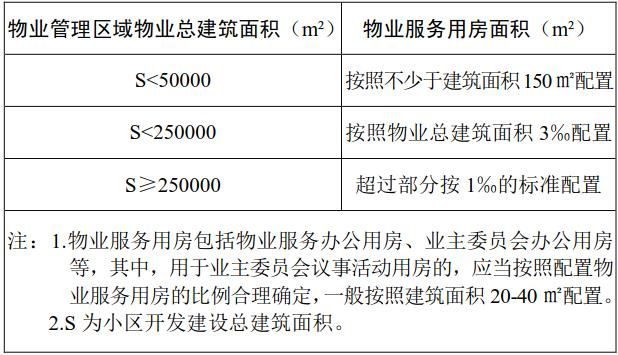 物业管理区域物业总建筑面积（m²） 物业服务用房面积（m²）
S<50000 按照不少于建筑面积 150 ㎡配置
S<250000 按照物业总建筑面积 3‰配置
S≥250000 超过部分按 1‰的标准配置
注：1.物业服务用房包括物业服务办公用房、业主委员会办公用房
等，其中，用于业主委员会议事活动用房的，应当按照配置物
业服务用房的比例合理确定，一般按照建筑面积 20-40 ㎡配置。
2.S 为小区开发建设总建筑面积。